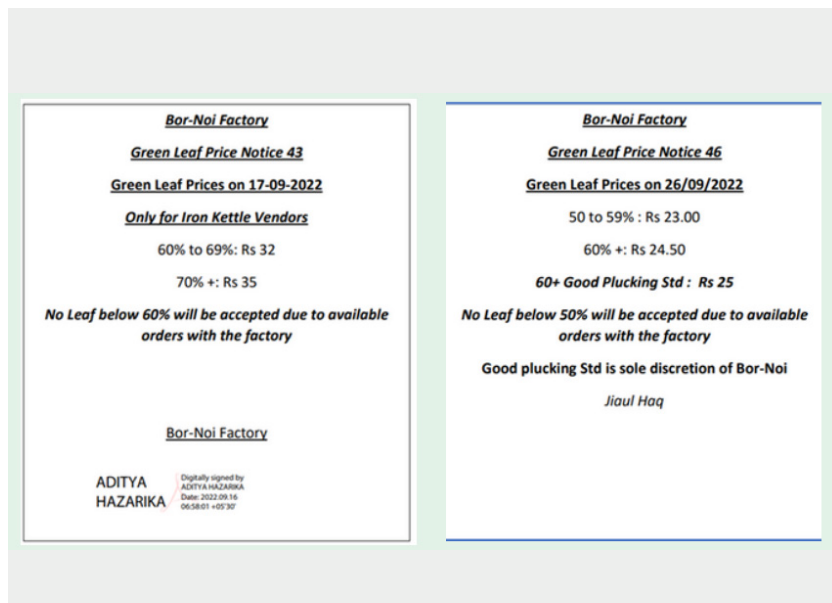 Bor-Noi Factory
Green Leaf Price Notice 43
Green Leaf Prices on 17-09-2022
Only for Iron Kettle Vendors
60% to 69%: Rs 32
70% +: Rs 35
No Leaf below 60% will be accepted due to available
orders with the factory
Bor-Noi Factory
ADITYA
HAZARIKA
Digitally signed by
ADITYA HAZARIKA
Date: 2022.09.16
06:58:01 +05'30'
Bor-Noi Factory
Green Leaf Price Notice 46
Green Leaf Prices on 26/09/2022
50 to 59% : Rs 23.00
60% +: Rs 24.50
60+ Good Plucking Std : Rs 25
No Leaf below 50% will be accepted due to available
orders with the factory
Good plucking Std is sole discretion of Bor-Noi
Jiaul Haq